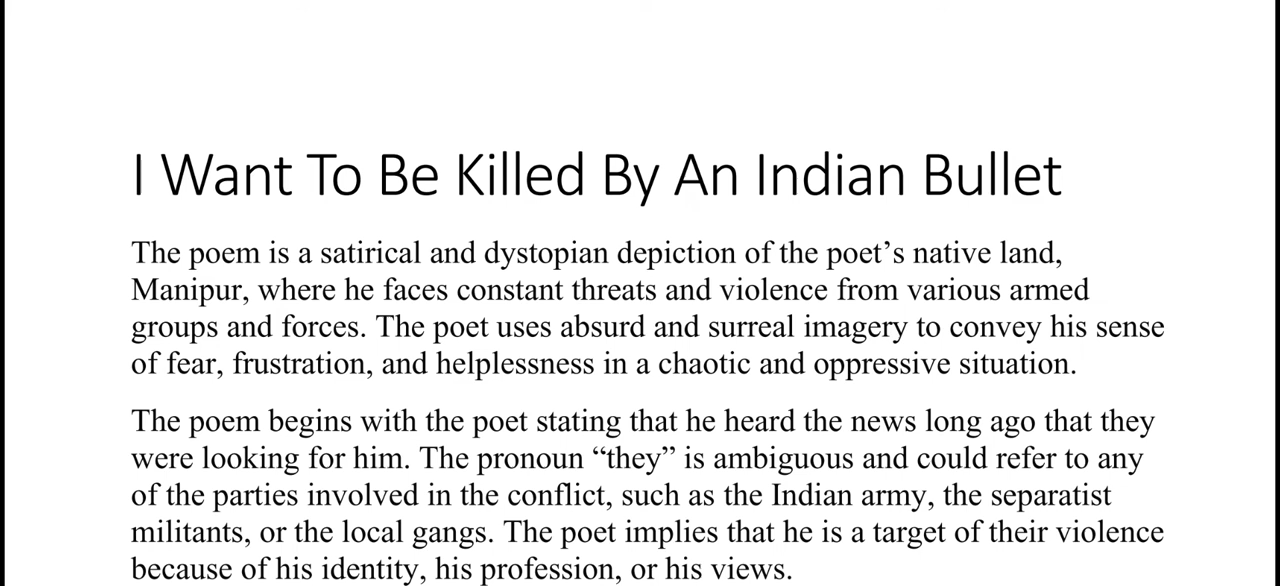 I Want To Be Killed By An Indian Bullet
The poem is a satirical and dystopian depiction of the poet’s native land,
Manipur, where he faces constant threats and violence from various armed
groups and forces. The poet uses absurd and surreal imagery to convey his sense
of fear, frustration, and helplessness in a chaotic and oppressive situation.
The poem begins with the poet stating that he heard the news long ago that they
were looking for him. The pronoun “they” is ambiguous and could refer to any
of the parties involved in the conflict, such as the Indian army, the separatist
militants, or the local gangs. The poet implies that he is a target of their violence
because of his identity, his profession, or his views.